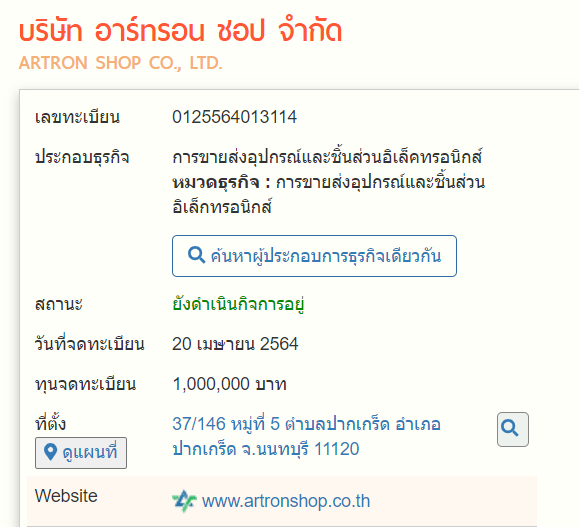 บริษัท อาร์ทรอน ชอป จำกัด
ARTRON SHOP CO., LTD.
เลขทะเบียน 0125564013114
ประกอบธุรกิจ การขายส่งอุปกรณ์และชิ้นส่วนอิเล็คทรอนิกส์
หมวดธุรกิจ : การขายส่งอุปกรณ์และชิ้นส่วน
อิเล็กทรอนิกส์
ค้นหาผู้ประกอบการธุรกิจเดียวกัน
สถานะ ยังดำเนินกิจการอยู่
วันที่จดทะเบียน 20 เมษายน 2564
ทุนจดทะเบียน 1,000,000 บาท
ที่ตั้ง 37/146 หมู่ที่ 5 ตำบลปากเกร็ด อำเภอ
ดูแผนที่ ปากเกร็ด จ.นนทบุรี 11120
Website www.artronshop.co.th